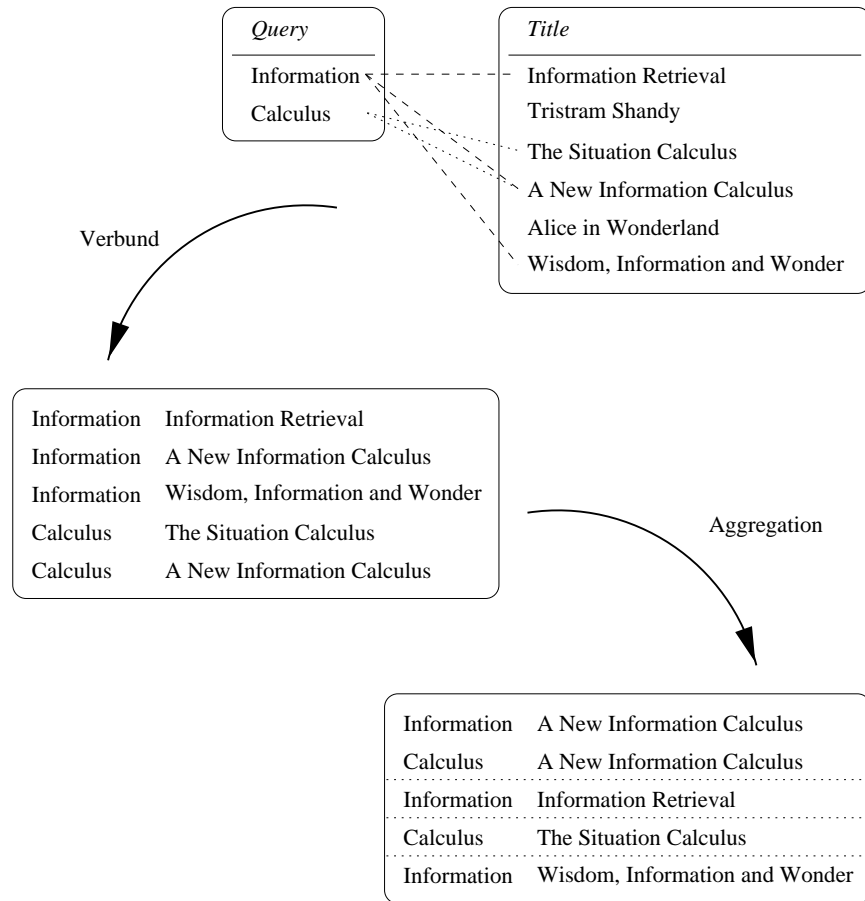 Query
Information
Calculus
Title
Information Retrieval
Tristram Shandy
The Situation Calculus
A New Information Calculus
Alice in Wonderland
Wisdom, Information and Wonder
Verbund
Information Information Retrieval
Information A New Information Calculus
Information Wisdom, Information and Wonder
Calculus The Situation Calculus
Calculus A New Information Calculus
Aggregation
Information A New Information Calculus
Calculus A New Information Calculus
Information Information Retrieval
Calculus The Situation Calculus
Information Wisdom, Information and Wonder